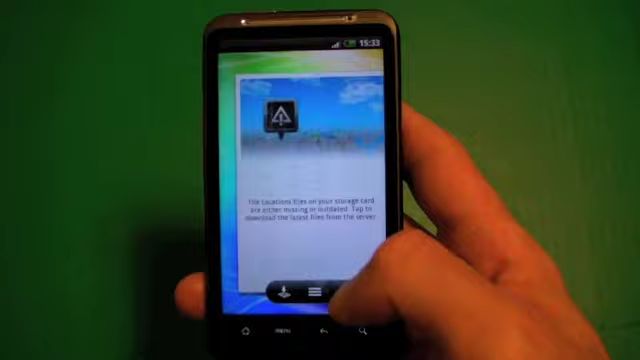 15:33
The Locations files on your storage card
are either missing or outdated. Tap to
download the latest files from the server.
MENU